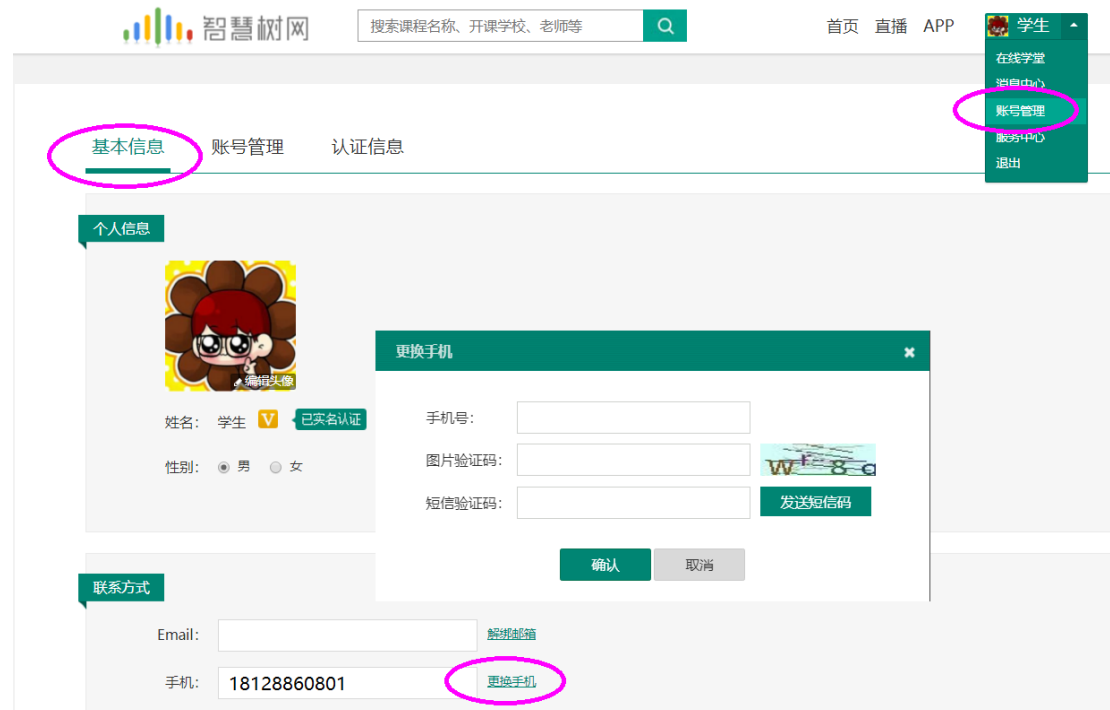 智慧树网
搜索课程名称、开课学校、老师等
首页 直播 APP 学生
在线学堂
消息中心
账号管理
服务中心
退出
基本信息 账号管理 认证信息
个人信息
编辑头像
姓名： 学生 V 已实名认证
性别： 男 女
更换手机
手机号：
图片验证码：
短信验证码： 发送短信码
确认 取消
联系方式
Email： 解绑邮箱
手机： 18128860801 更换手机